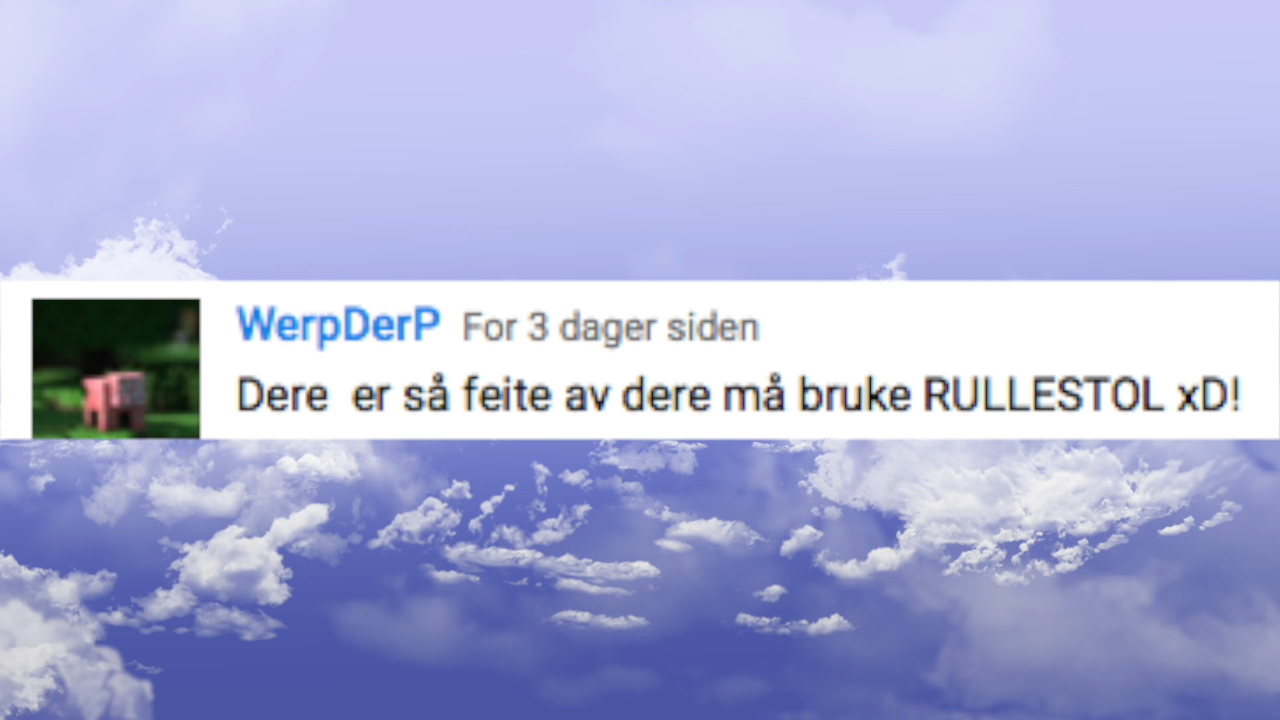 WerpDerP For 3 dager siden
Dere er så feite av dere må bruke RULLESTOL xD!